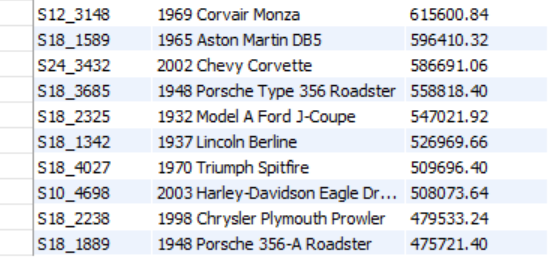 S12_3148 1969 Corvair Monza 615600.84
S18_1589 1965 Aston Martin DB5 596410.32
S24_3432 2002 Chevy Corvette 586691.06
S18_3685 1948 Porsche Type 356 Roadster 558818.40
S18_2325 1932 Model A Ford J-Coupe 547021.92
S18_1342 1937 Lincoln Berline 526969.66
S18_4027 1970 Triumph Spitfire 509696.40
S10_4698 2003 Harley-Davidson Eagle Dr... 508073.64
S18_2238 1998 Chrysler Plymouth Prowler 479533.24
S18_1889 1948 Porsche 356-A Roadster 475721.40